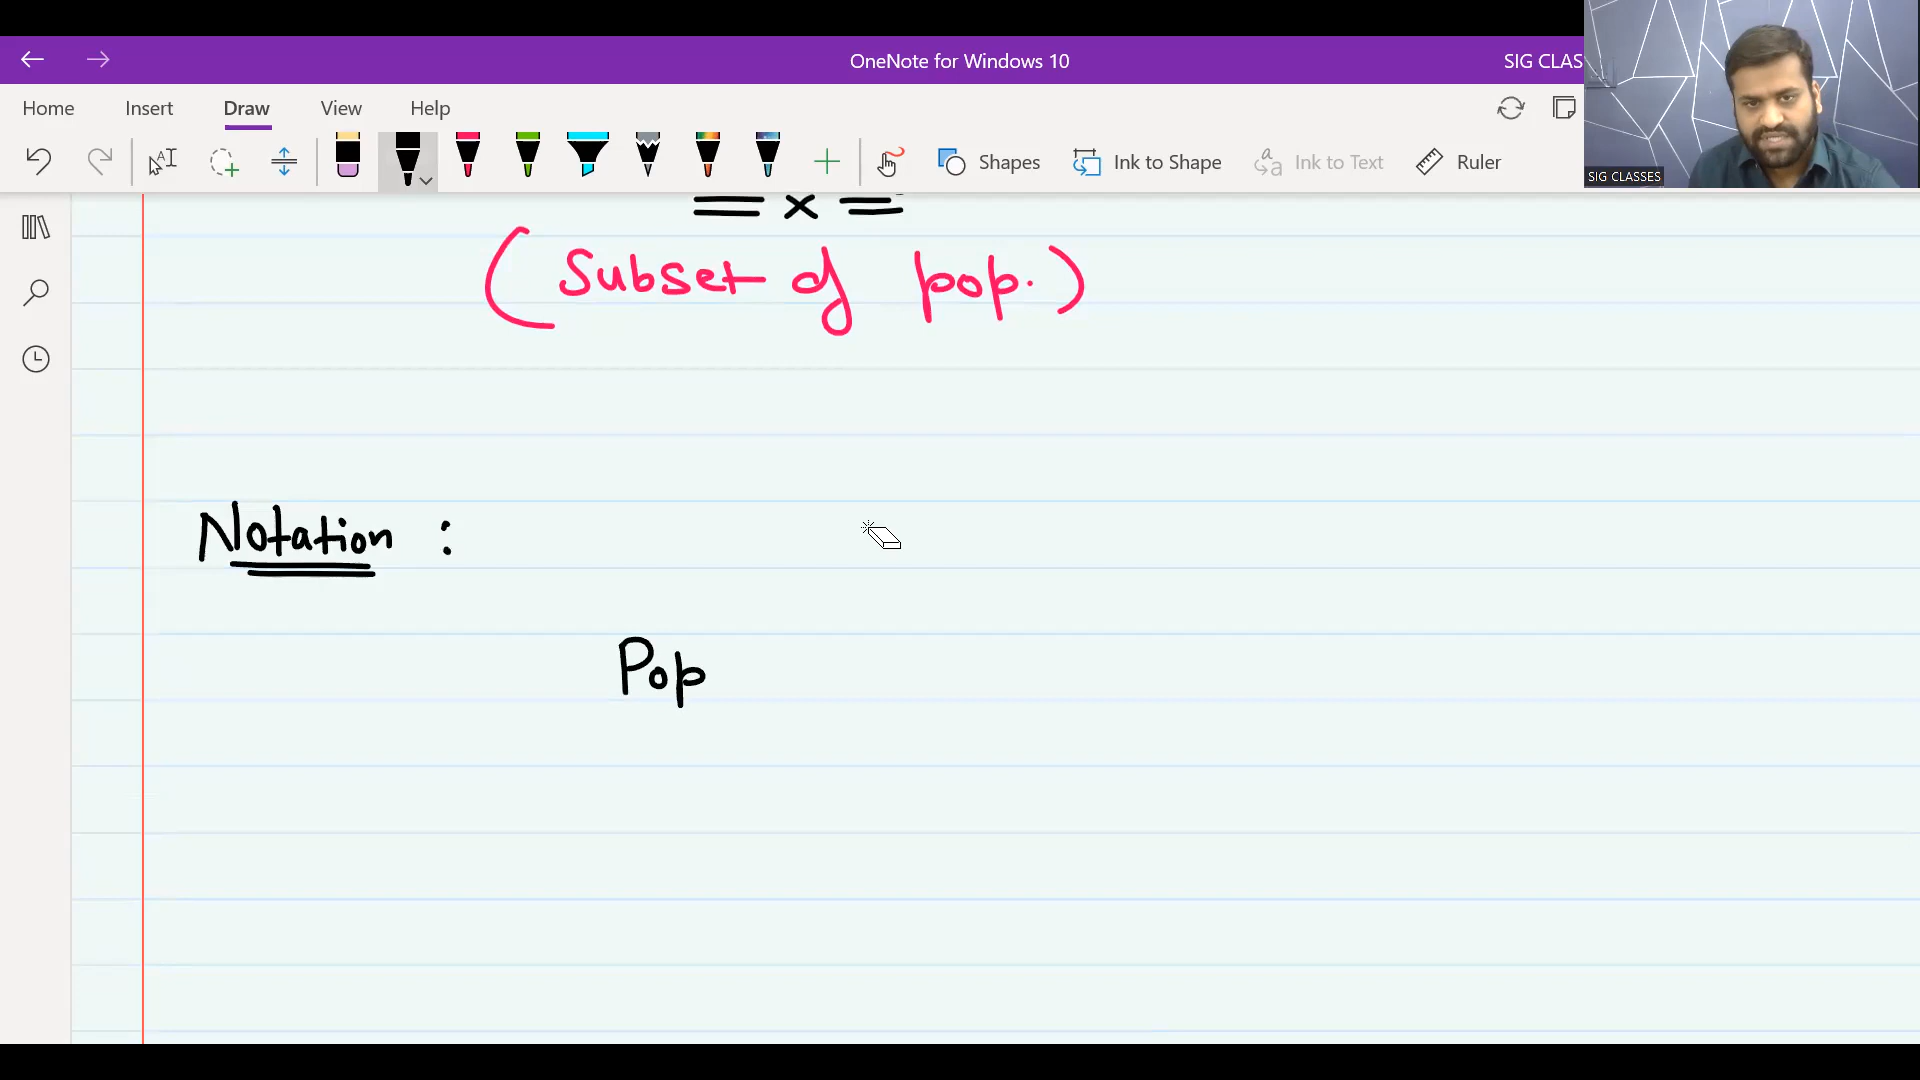 OneNote for Windows 10
SIG CLAS
Home Insert Draw View Help
Shapes Ink to Shape Ink to Text Ruler
SIG CLASSES
(Subset of pop.)
Notation :
Pop